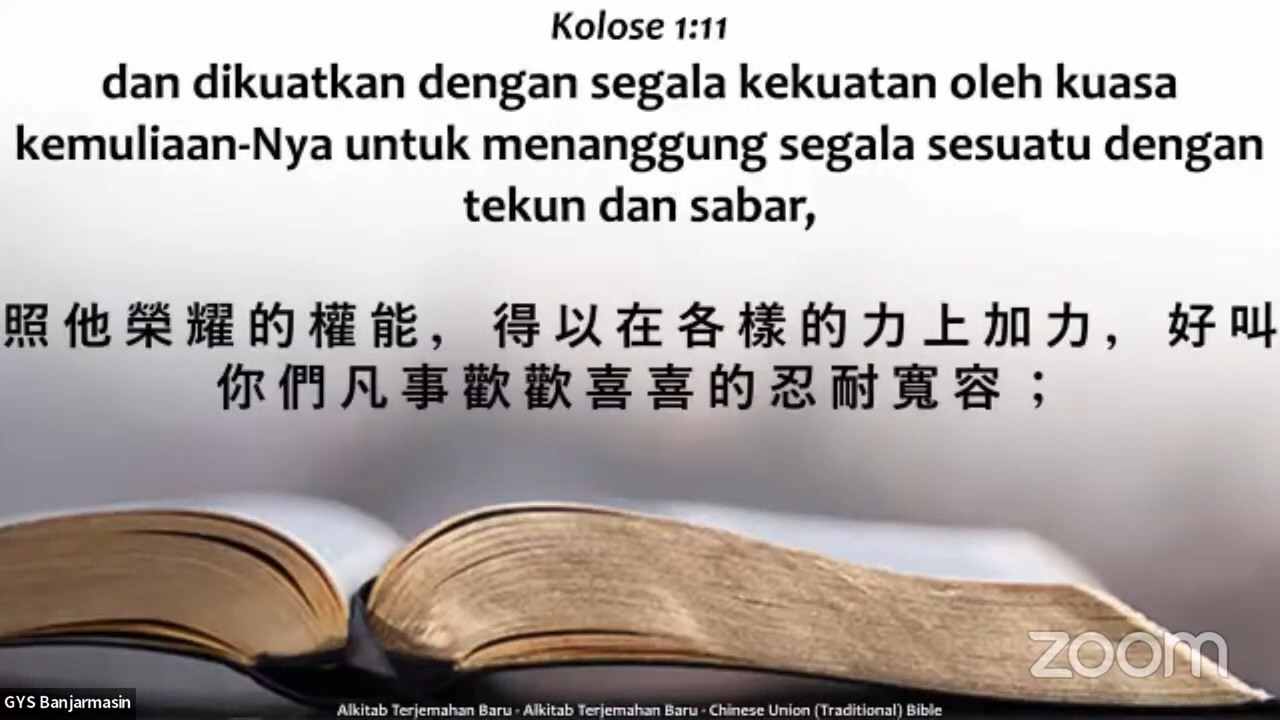 Kolose 1:11
dan dikuatkan dengan segala kekuatan oleh kuasa
kemuliaan-Nya untuk menanggung segala sesuatu dengan
tekun dan sabar,
照他榮耀的權能，得以在各樣的力上加力，好叫
你們凡事歡歡喜喜的忍耐寬容；
zoom
GYS Banjarmasin
Alkitab Terjemahan Baru - Alkitab Terjemahan Baru - Chinese Union (Traditional) Bible